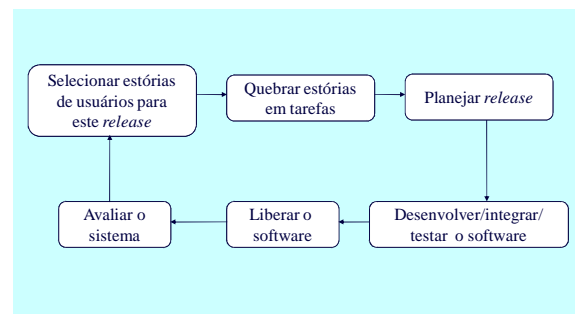 Selecionar estórias
de usuários para
este release
Quebrar estórias
em tarefas
Planejar release
Desenvolver/integrar/
testar o software
Liberar o
software
Avaliar o
sistema